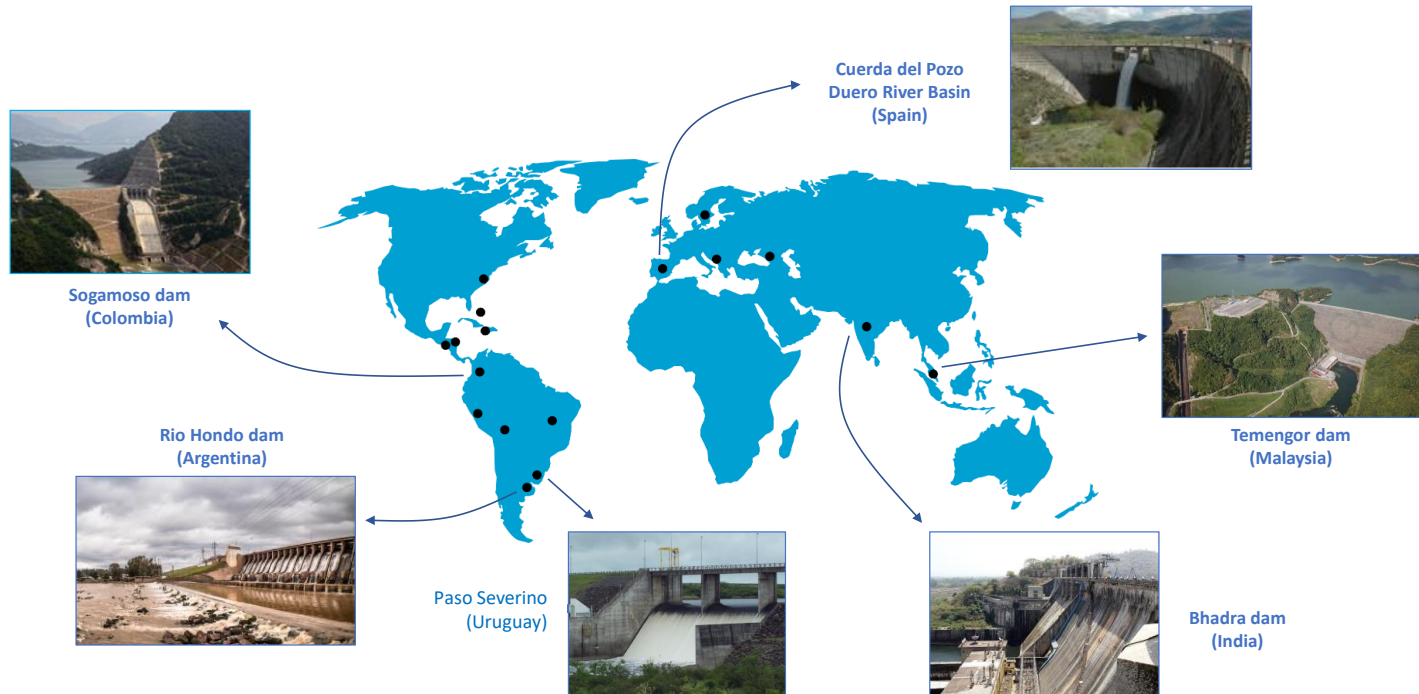 Cuerda del Pozo
Duero River Basin
(Spain)
Sogamoso dam
(Colombia)
Rio Hondo dam
(Argentina)
Temengor dam
(Malaysia)
Paso Severino
(Uruguay)
Bhadra dam
(India)